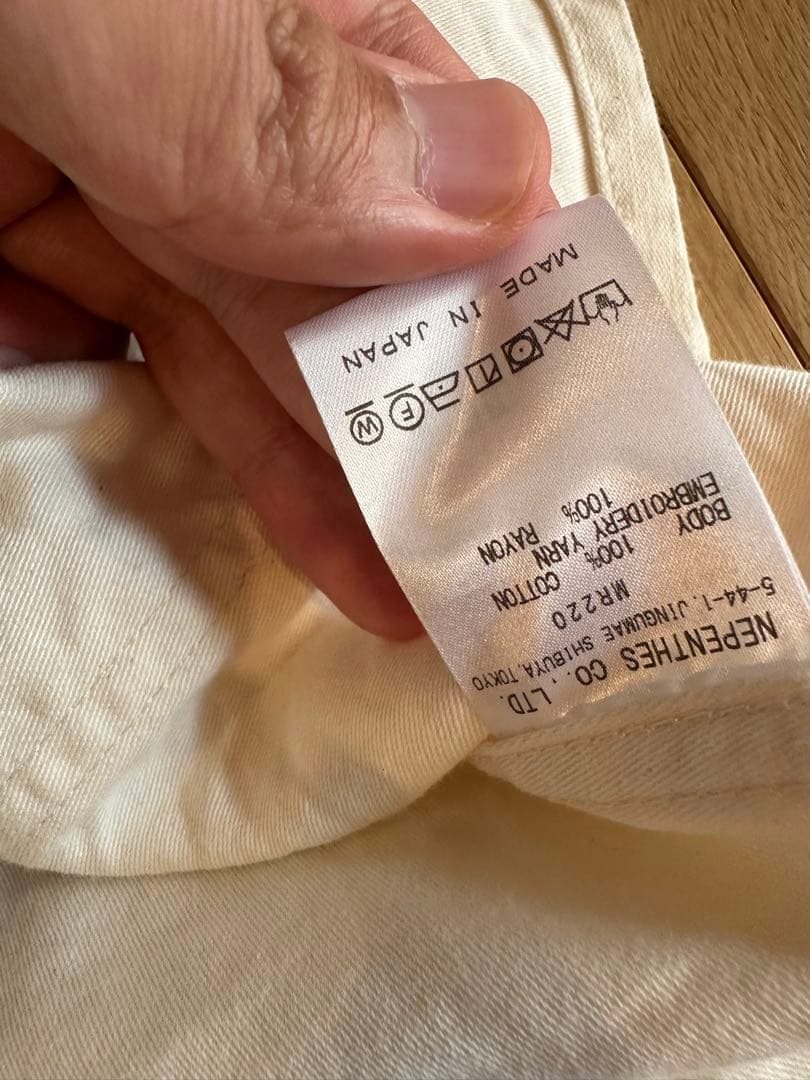 NEPENTHES CO.,LTD.
5-44-1, JINGUMAE SHIBUYA,TOKYO
MR220
BODY 100% COTTON
EMBROIDERY YARN RAYON 100%
F
W
MADE IN JAPAN